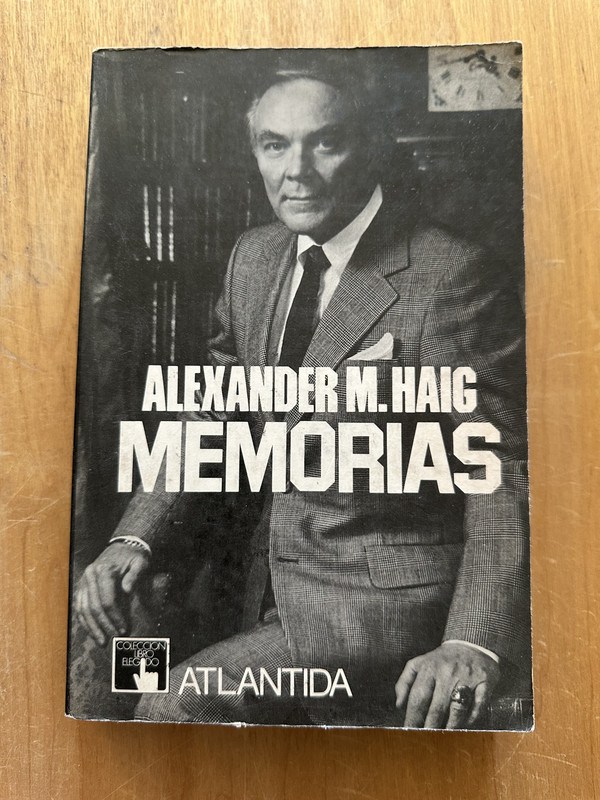 ALEXANDER M. HAIG
MEMORIAS
COLECCION
LIBRO
ELEGIDO
ATLANTIDA